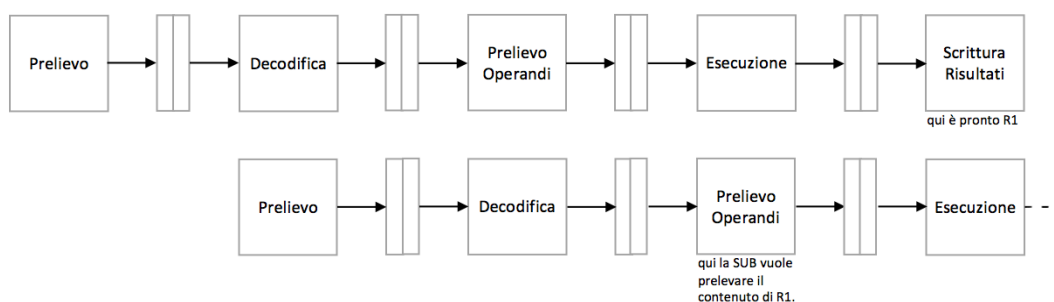 Prelievo
Decodifica
Prelievo
Operandi
Esecuzione
Scrittura
Risultati
qui è pronto R1
Prelievo
Decodifica
Prelievo
Operandi
Esecuzione
qui la SUB vuole
prelevare il
contenuto di R1.